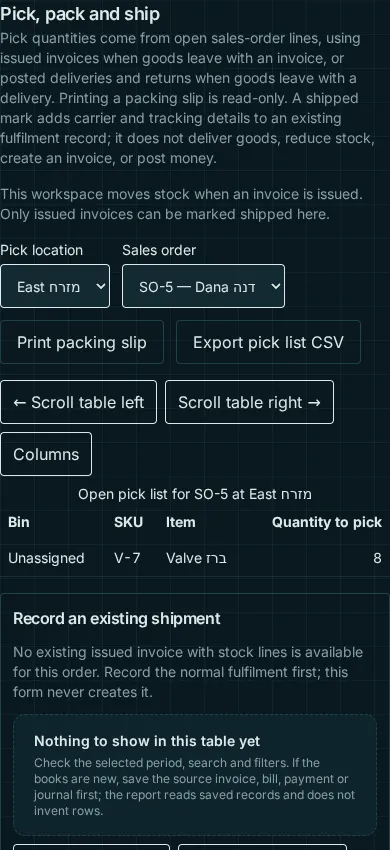 Pick, pack and ship
Pick quantities come from open sales-order lines, using
issued invoices when goods leave with an invoice, or
posted deliveries and returns when goods leave with a
delivery. Printing a packing slip is read-only. A shipped
mark adds carrier and tracking details to an existing
fulfilment record; it does not deliver goods, reduce stock,
create an invoice, or post money.
This workspace moves stock when an invoice is issued.
Only issued invoices can be marked shipped here.
Pick location Sales order
East מזרח SO-5 — Dana דנה
Print packing slip Export pick list CSV
← Scroll table left Scroll table right →
Columns
Open pick list for SO-5 at East מזרח
Bin SKU Item Quantity to pick
Unassigned V-7 Valve ברז 8
Record an existing shipment
No existing issued invoice with stock lines is available
for this order. Record the normal fulfilment first; this
form never creates it.
Nothing to show in this table yet
Check the selected period, search and filters. If the
books are new, save the source invoice, bill, payment or
journal first; the report reads saved records and does not
invent rows.